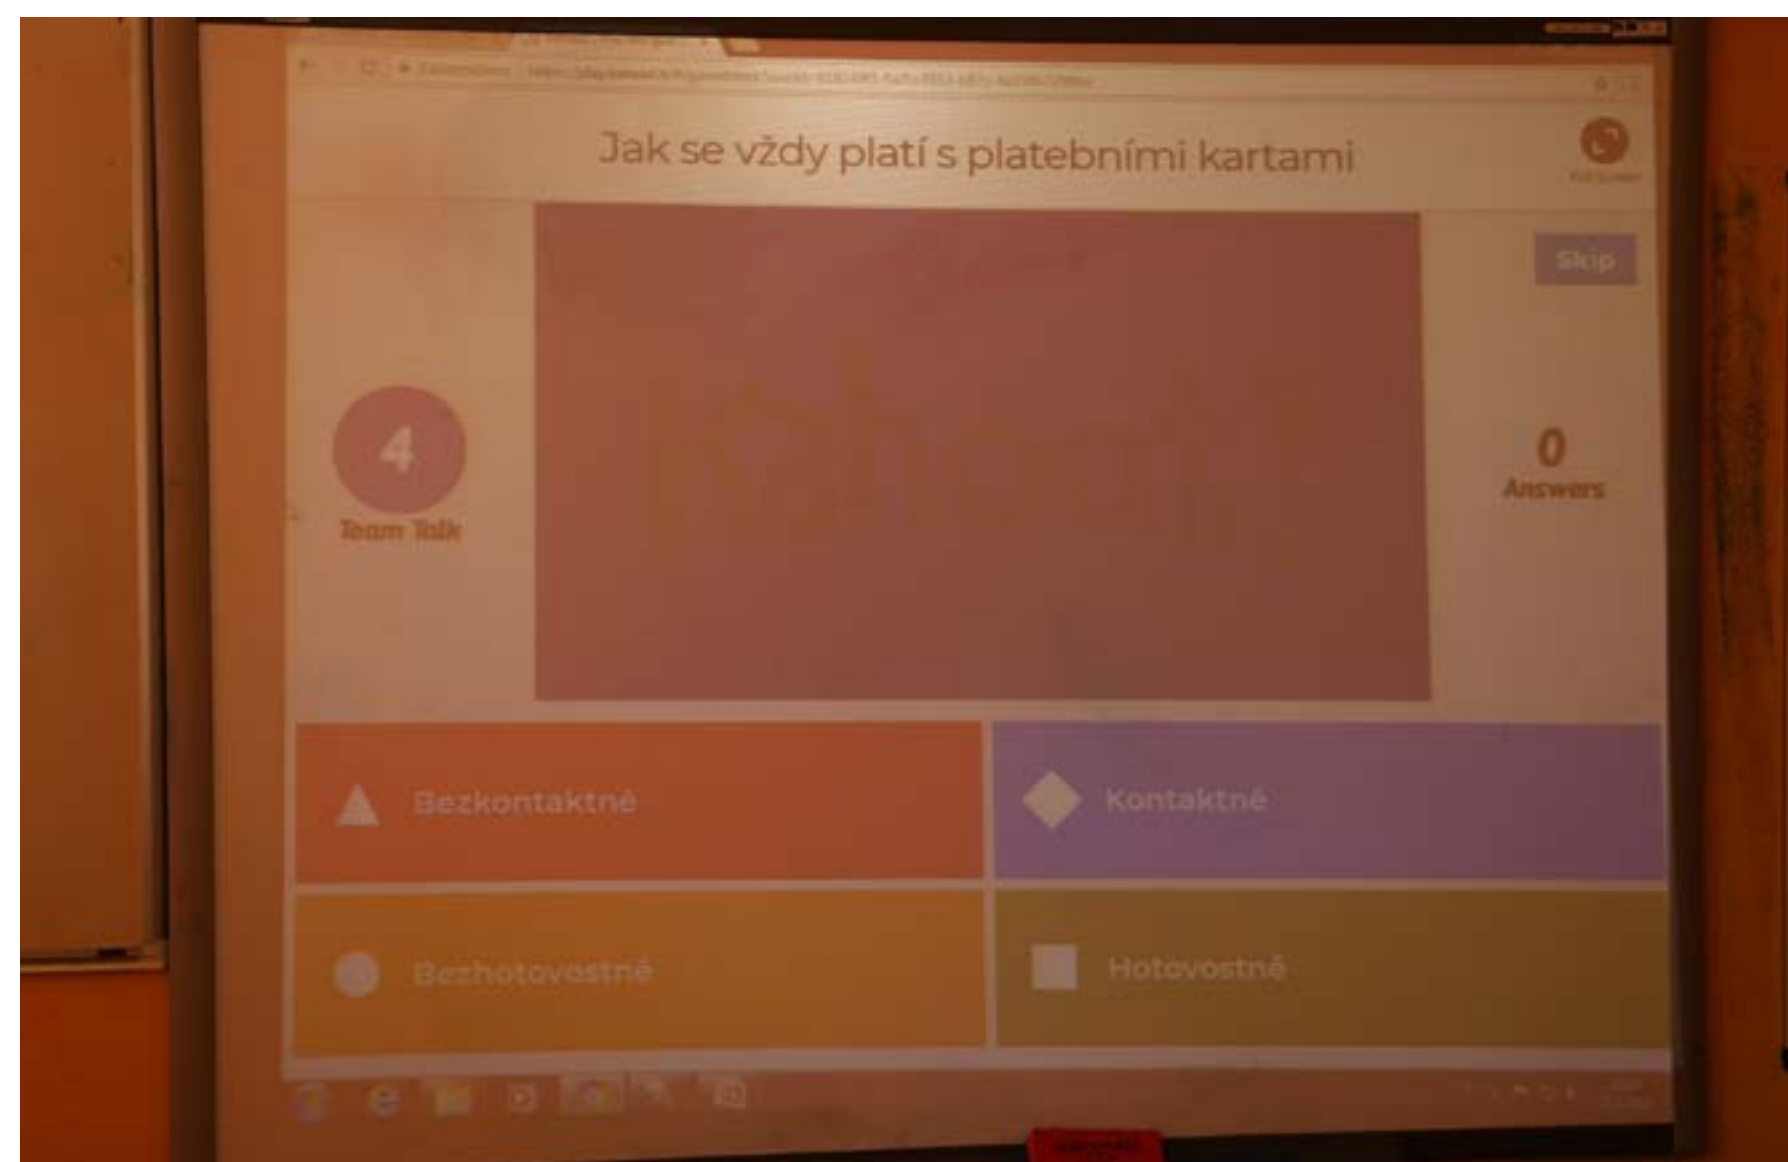 Jak se vždy platí s platebními kartami
Skip
4
Team Talk
0
Answers
Bezkontaktně
Kontaktně
Bezhotovostně
Hotovostně